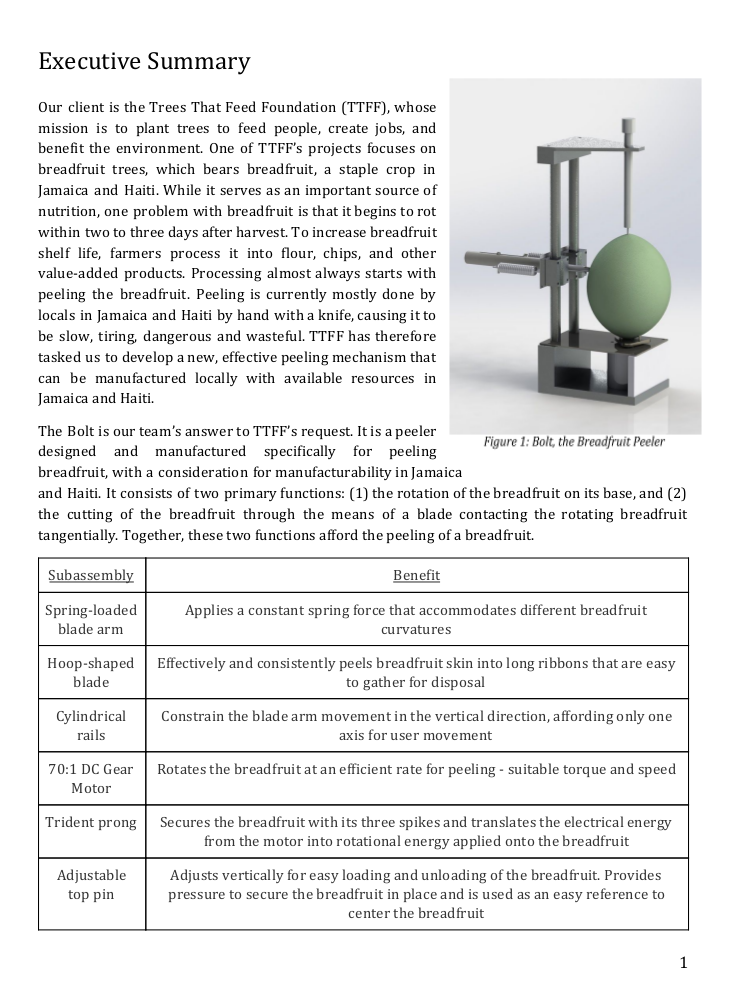 Executive Summary
Our client is the Trees That Feed Foundation (TTFF), whose
mission is to plant trees to feed people, create jobs, and
benefit the environment. One of TTFF's projects focuses on
breadfruit trees, which bears breadfruit, a staple crop in
Jamaica and Haiti. While it serves as an important source of
nutrition, one problem with breadfruit is that it begins to rot
within two to three days after harvest. To increase breadfruit
shelf life, farmers process it into flour, chips, and other
value-added products. Processing almost always starts with
peeling the breadfruit. Peeling is currently mostly done by
locals in Jamaica and Haiti by hand with a knife, causing it to
be slow, tiring, dangerous and wasteful. TTFF has therefore
tasked us to develop a new, effective peeling mechanism that
can be manufactured locally with available resources in
Jamaica and Haiti.
Figure 1: Bolt, the Breadfruit Peeler
The Bolt is our team's answer to TTFF's request. It is a peeler
designed and manufactured specifically for peeling
breadfruit, with a consideration for manufacturability in Jamaica
and Haiti. It consists of two primary functions: (1) the rotation of the breadfruit on its base, and (2)
the cutting of the breadfruit through the means of a blade contacting the rotating breadfruit
tangentially. Together, these two functions afford the peeling of a breadfruit.
Subassembly
Benefit
Spring-loaded
blade arm
Applies a constant spring force that accommodates different breadfruit
curvatures
Hoop-shaped
blade
Effectively and consistently peels breadfruit skin into long ribbons that are easy
to gather for disposal
Cylindrical
rails
Constrain the blade arm movement in the vertical direction, affording only one
axis for user movement
70:1 DC Gear
Motor
Rotates the breadfruit at an efficient rate for peeling - suitable torque and speed
Trident prong
Secures the breadfruit with its three spikes and translates the electrical energy
from the motor into rotational energy applied onto the breadfruit
Adjustable
top pin
Adjusts vertically for easy loading and unloading of the breadfruit. Provides
pressure to secure the breadfruit in place and is used as an easy reference to
center the breadfruit
1